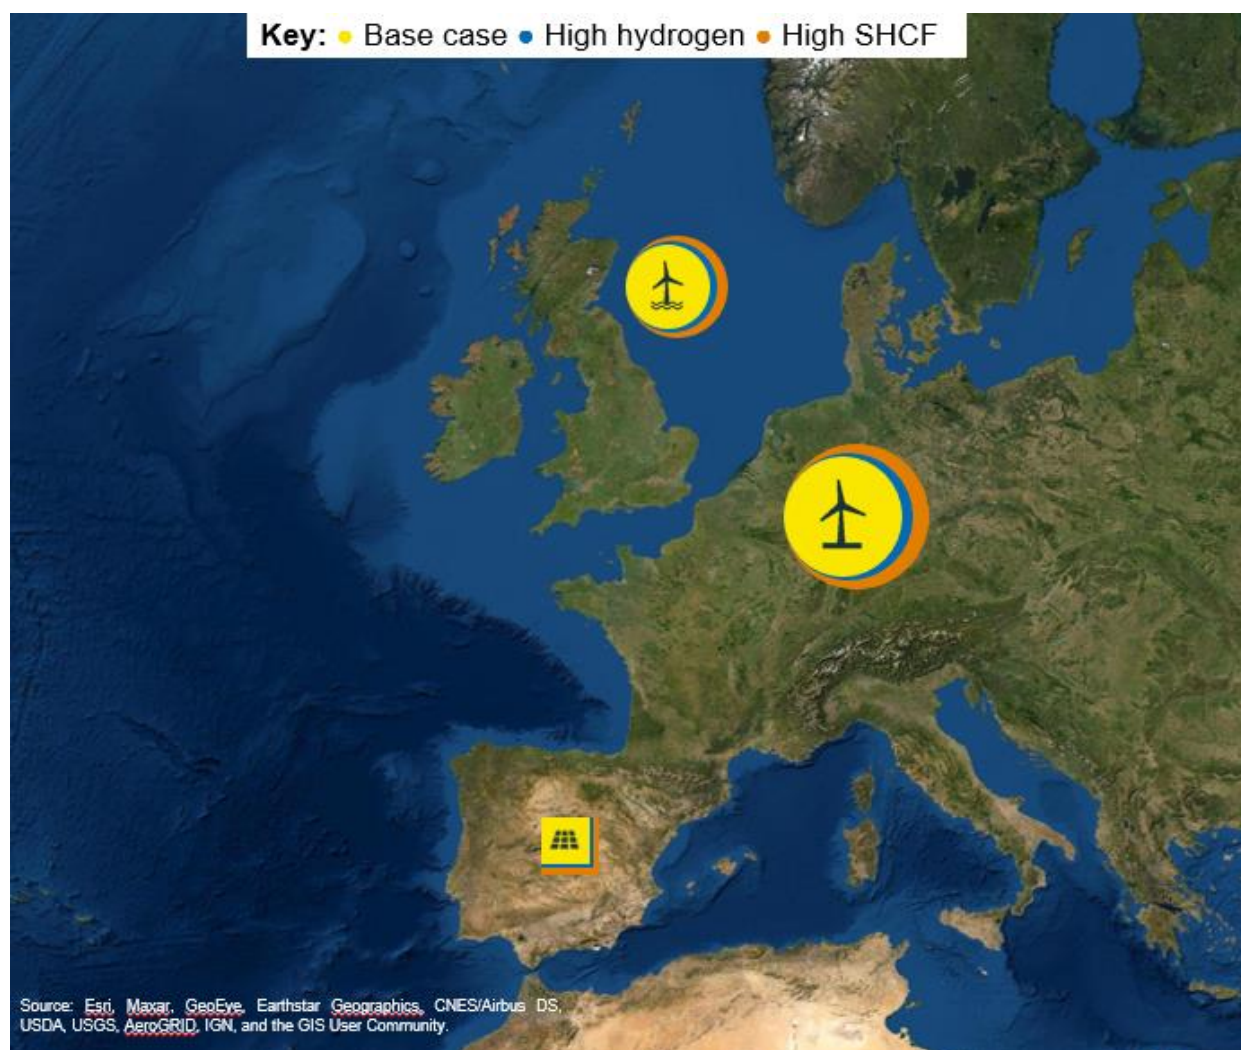 Key: Base case High hydrogen High SHCF
Source: Esri, Maxar, GeoEye, Earthstar Geographics, CNES/Airbus DS,
USDA, USGS, AeroGRID, IGN, and the GIS User Community.